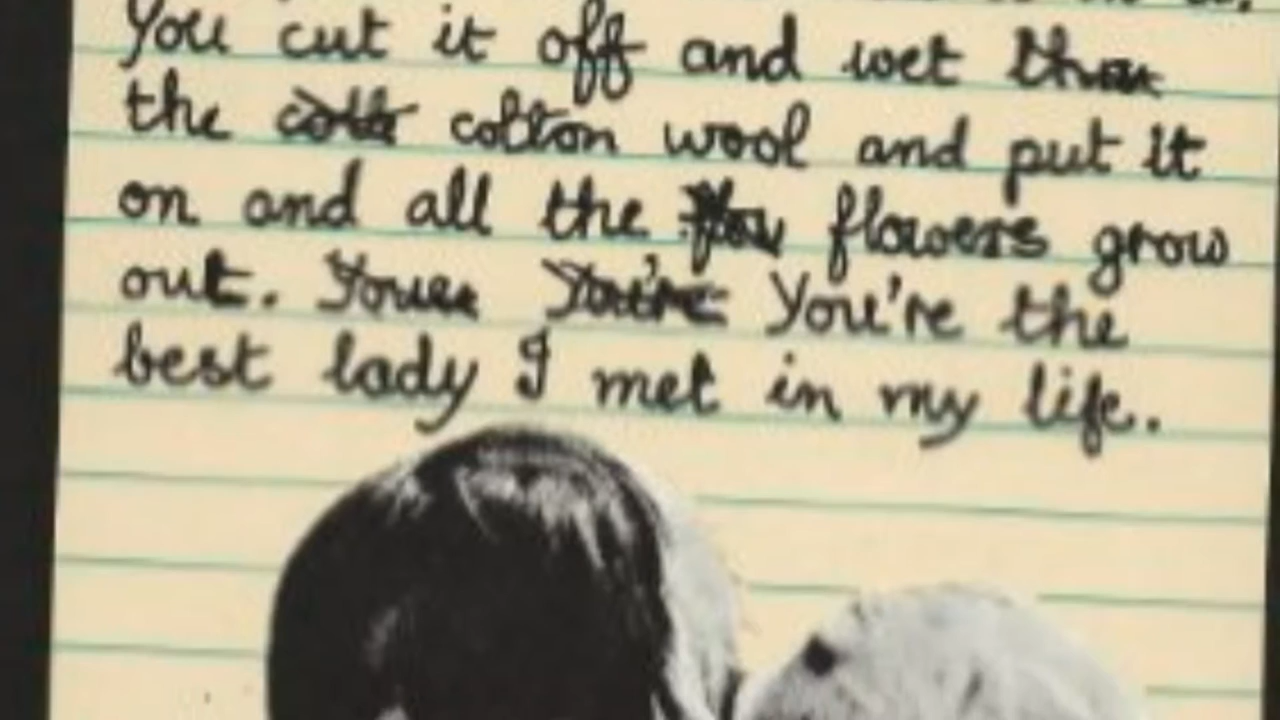 You cut it off and wet
the cotton wool and put it
on and all the flowers grow
out. You're the
best lady I met in my life.